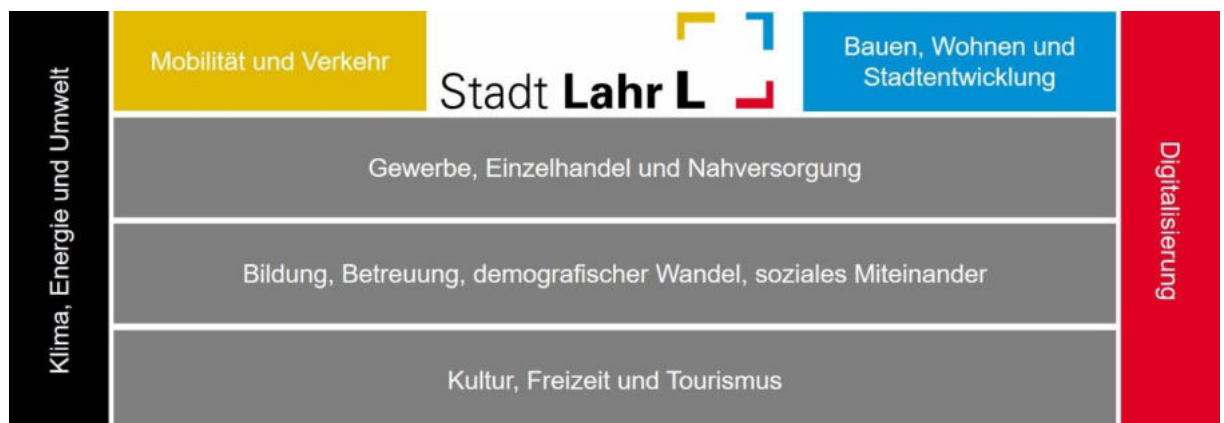 Klima, Energie und Umwelt
Mobilität und Verkehr
Stadt Lahr L
Bauen, Wohnen und
Stadtentwicklung
Gewerbe, Einzelhandel und Nahversorgung
Bildung, Betreuung, demografischer Wandel, soziales Miteinander
Kultur, Freizeit und Tourismus
Digitalisierung